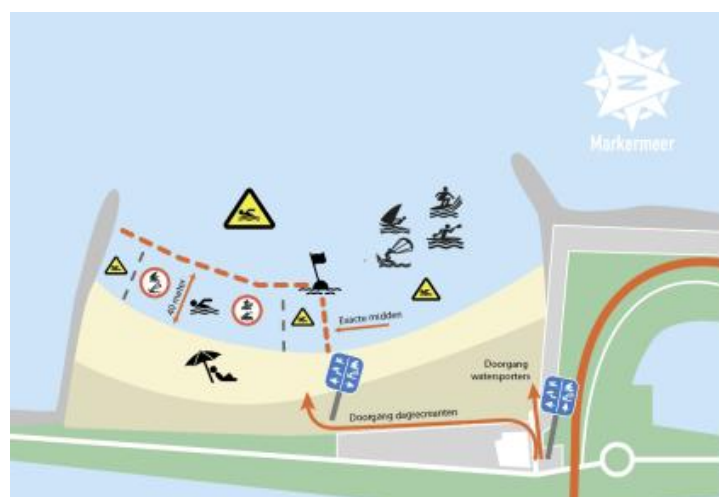 N
Markermeer
40 meter
Exacte midden
Doorgang
watersporters
Doorgang dagrecreanten